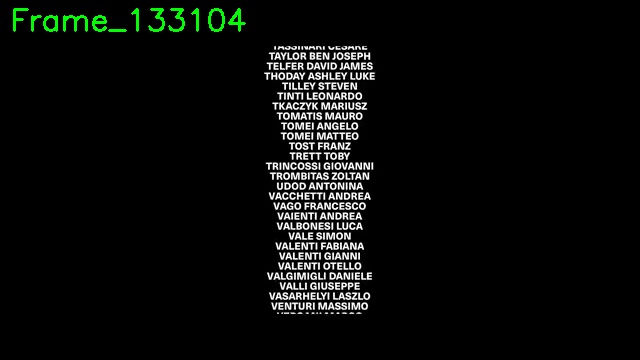 Frame_133104
TASSINARI CESARE
TAYLOR BEN JOSEPH
TELFER DAVID JAMES
THODAY ASHLEY LUKE
TILLEY STEVEN
TINTI LEONARDO
TKACZYK MARIUSZ
TOMATIS MAURO
TOMEI ANGELO
TOMEI MATTEO
TOST FRANZ
TRETT TOBY
TRINCOSSI GIOVANNI
TROMBITAS ZOLTAN
UDOD ANTONINA
VACCHETTI ANDREA
VAGO FRANCESCO
VAIENTI ANDREA
VALBONESI LUCA
VALE SIMON
VALENTI FABIANA
VALENTI GIANNI
VALENTI OTELLO
VALGIMIGLI DANIELE
VALLI GIUSEPPE
VASARHELYI LASZLO
VENTURI MASSIMO